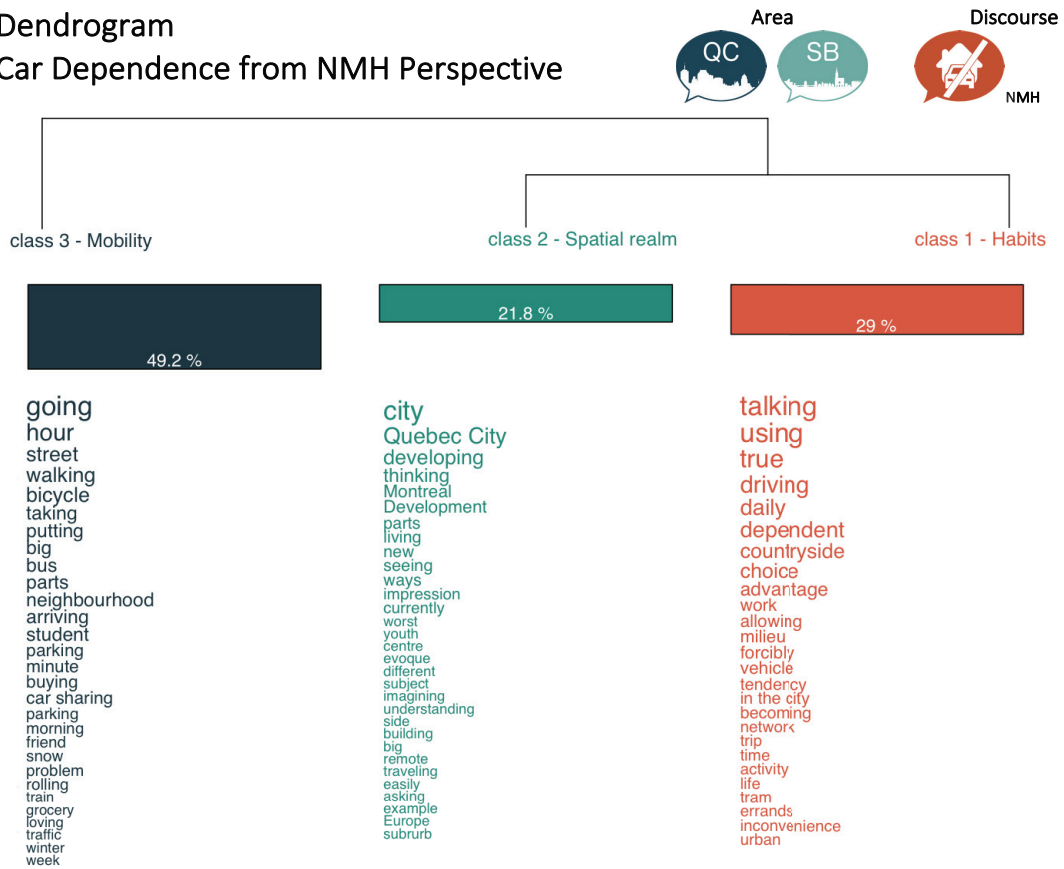 Dendrogram
Car Dependence from NMH Perspective
Area
Discourse
QC
SB
NMH
class 3 - Mobility
class 2 - Spatial realm
class 1 - Habits
49.2 %
21.8 %
29 %
going
hour
street
walking
bicycle
taking
putting
big
bus
parts
neighbourhood
arriving
student
parking
minute
buying
car sharing
parking
morning
friend
snow
problem
rolling
train
grocery
loving
traffic
winter
week
city
Quebec City
developing
thinking
Montreal
Development
parts
living
new
seeing
ways
impression
currently
worst
youth
centre
evoque
different
subject
imagining
understanding
side
building
big
remote
traveling
easily
asking
example
Europe
subrurb
talking
using
true
driving
daily
dependent
countryside
choice
advantage
work
allowing
milieu
forcibly
vehicle
tendency
in the city
becoming
network
trip
time
activity
life
tram
errands
inconvenience
urban